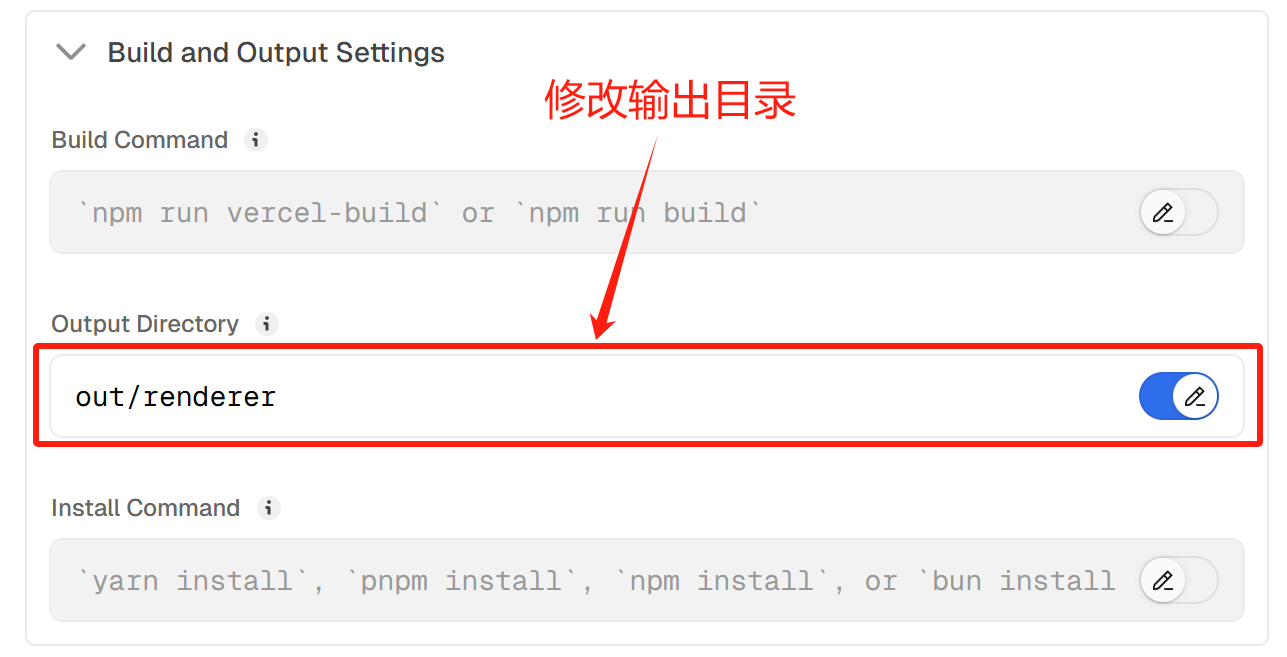 Build and Output Settings
修改输出目录
Build Command
`npm run vercel-build` or `npm run build`
Output Directory
out/renderer
Install Command
`yarn install`, `pnpm install`, `npm install`, or `bun install